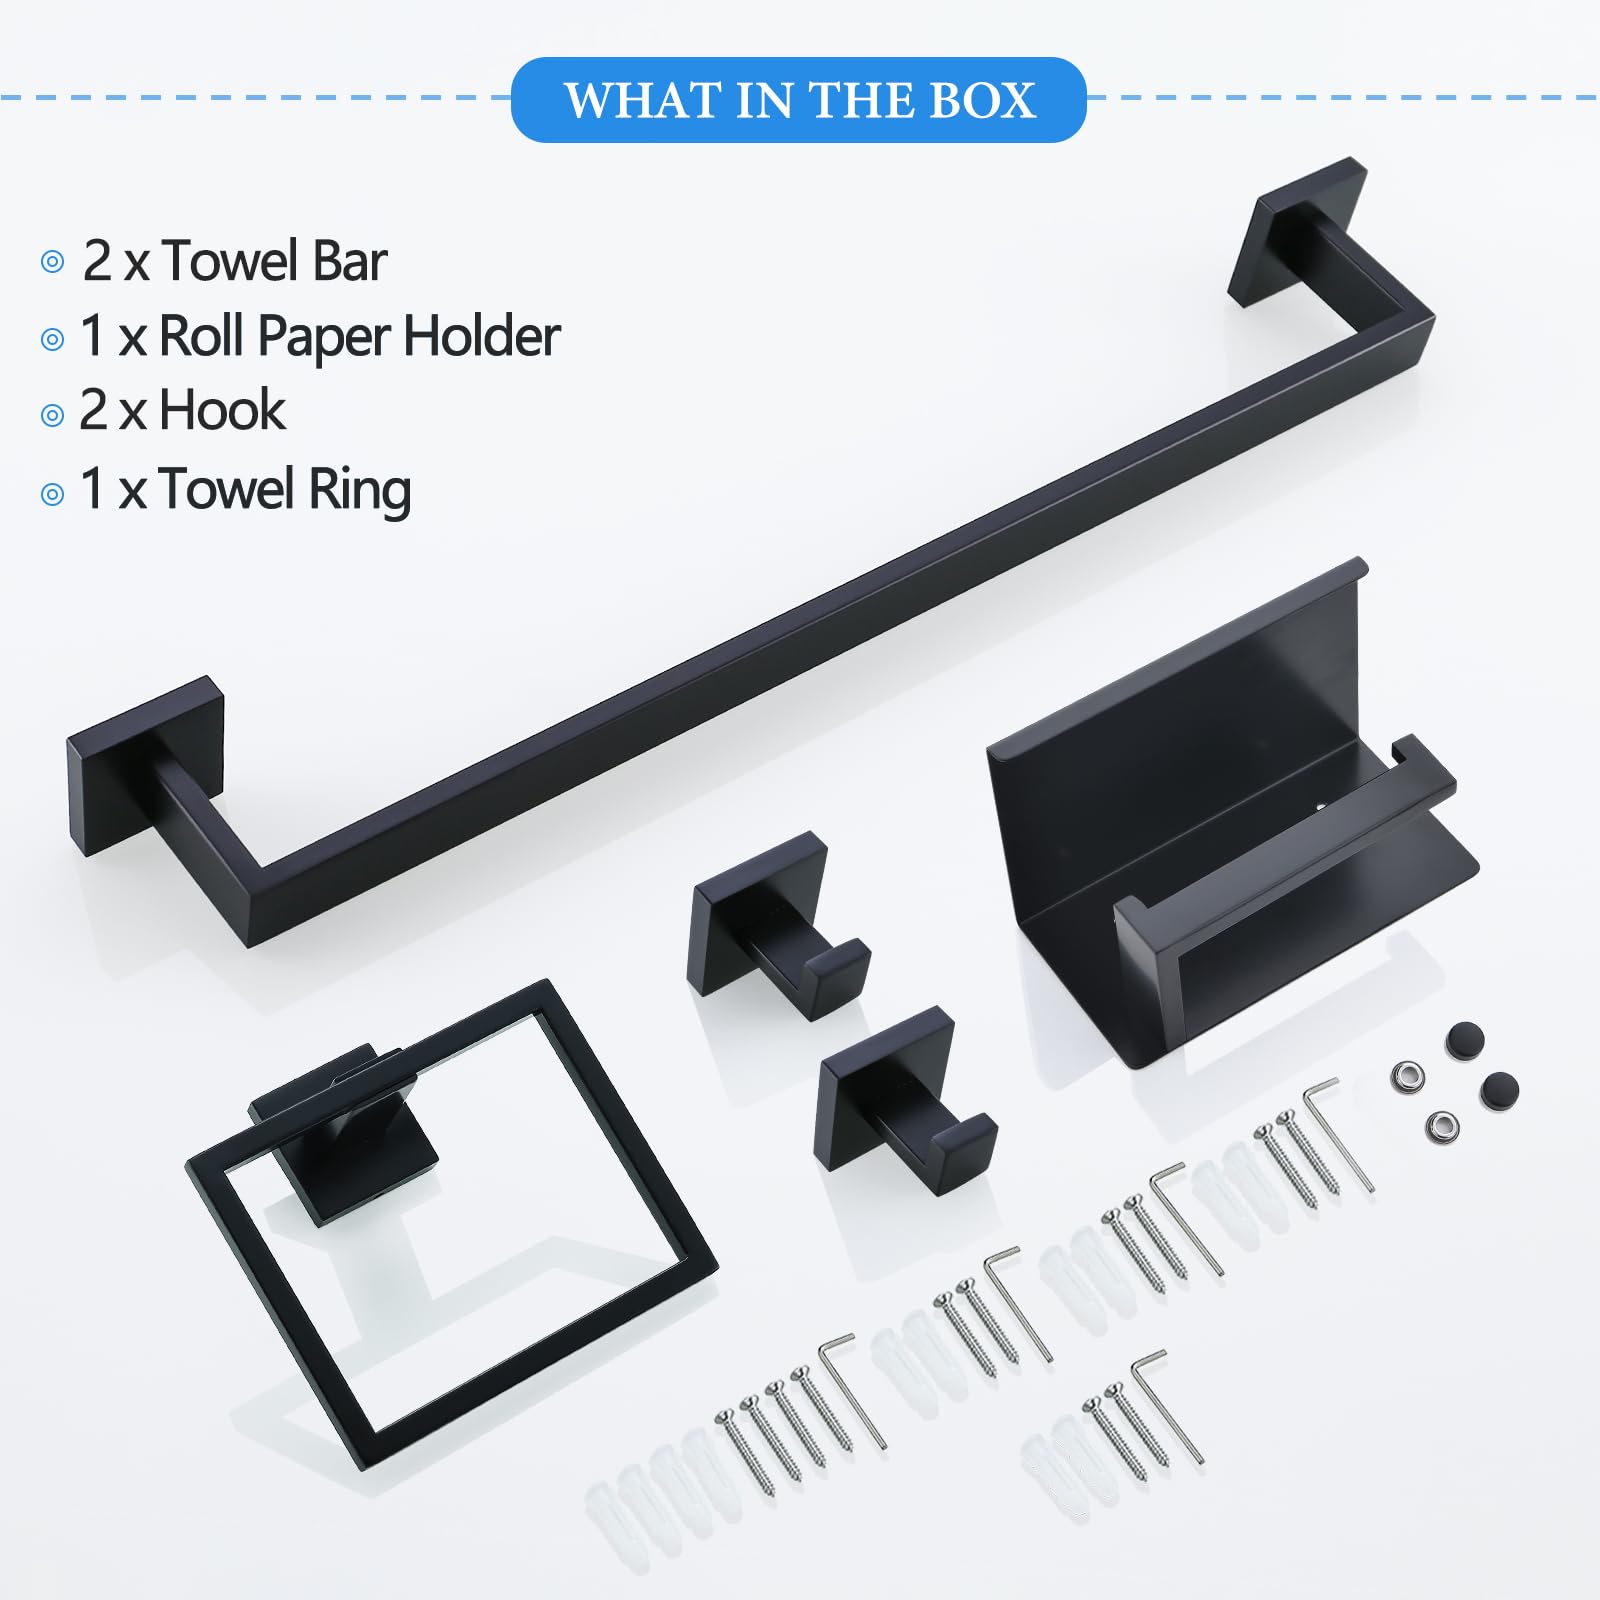 WHAT IN THE BOX
2 x Towel Bar
1 x Roll Paper Holder
2 x Hook
1 x Towel Ring